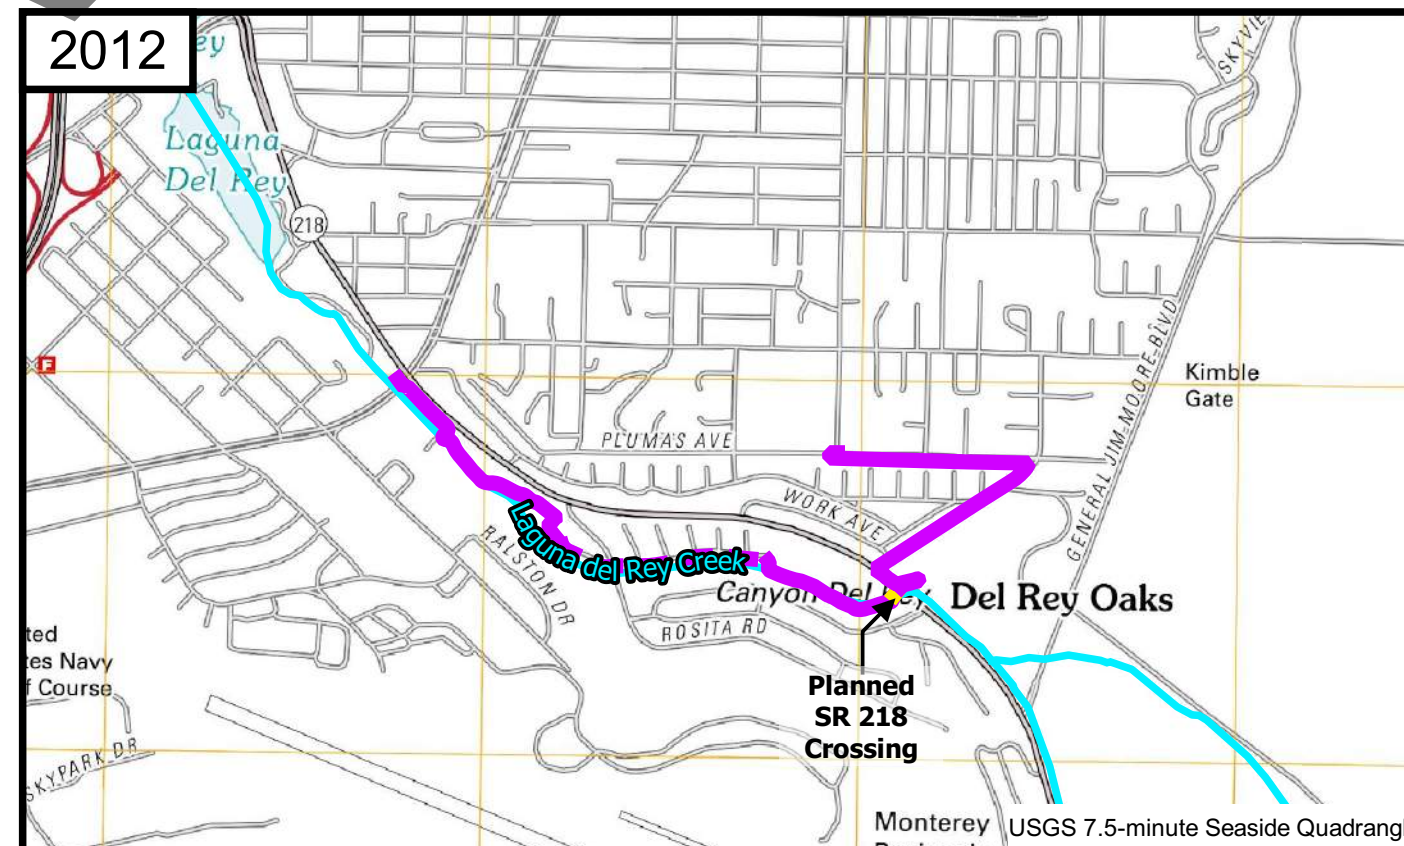 2012
ey
Laguna
Del Rey
218
SKYVIE
F
Kimble
Gate
GENERAL JIM MOORE BLVD
PLUMAS AVE
WORK AVE
RALSTON DR
Laguna del Rey Creek
Canyon Del Rey
Del Rey Oaks
ROSITA RD
ted
tes Navy
f Course
Planned
SR 218
Crossing
SKYPARK DR
Monterey
USGS 7.5-minute Seaside Quadrangl